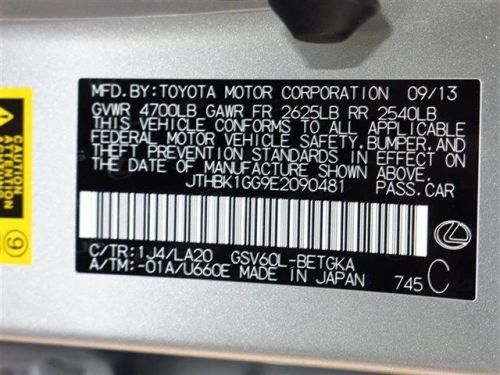 MFD. BY: TOYOTA MOTOR CORPORATION 09/13
GVWR 4700LB GAWR FR 2625LB RR 2540LB
THIS VEHICLE CONFORMS TO ALL APPLICABLE
FEDERAL MOTOR VEHICLE SAFETY, BUMPER, AND
THEFT PREVENTION STANDARDS IN EFFECT ON
THE DATE OF MANUFACTURE SHOWN ABOVE.
JTHBK1GG9E2090481 PASS. CAR
C/TR: 1J4/LA20 GSV60L-BETGKA
A/TM: -01A/U660E MADE IN JAPAN 745 C
9